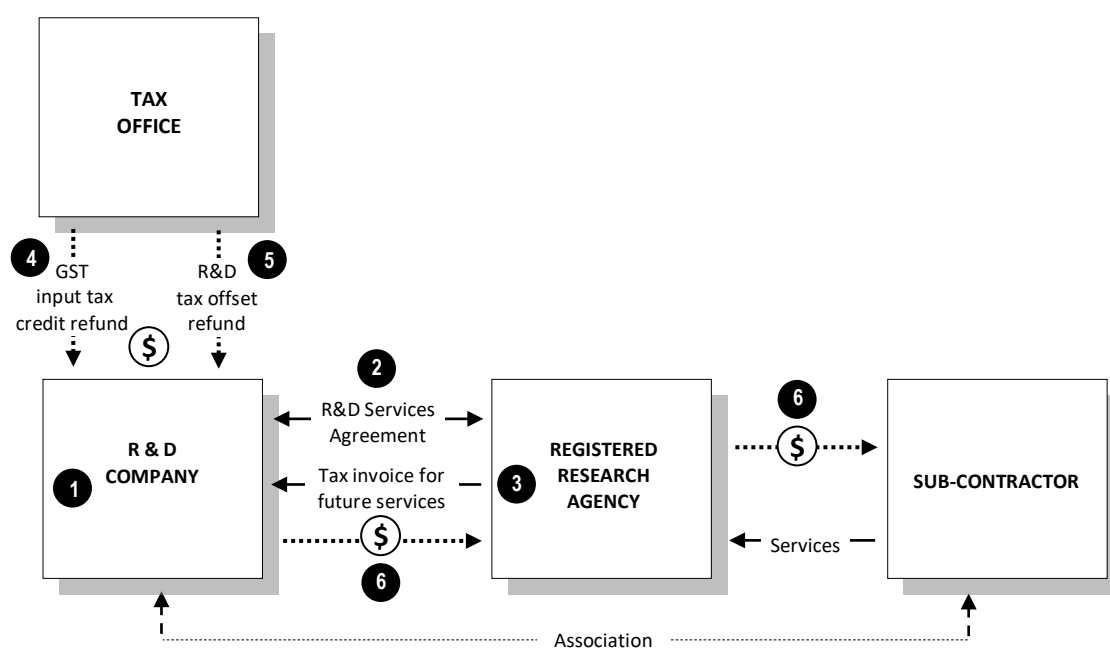 TAX
OFFICE
4
GST
input tax
credit refund
R&D
tax offset
refund
5
$
2
R&D Services
Agreement
6
$
1
R & D
COMPANY
Tax invoice for
future services
3
REGISTERED
RESEARCH
AGENCY
SUB-CONTRACTOR
$
6
Services
Association